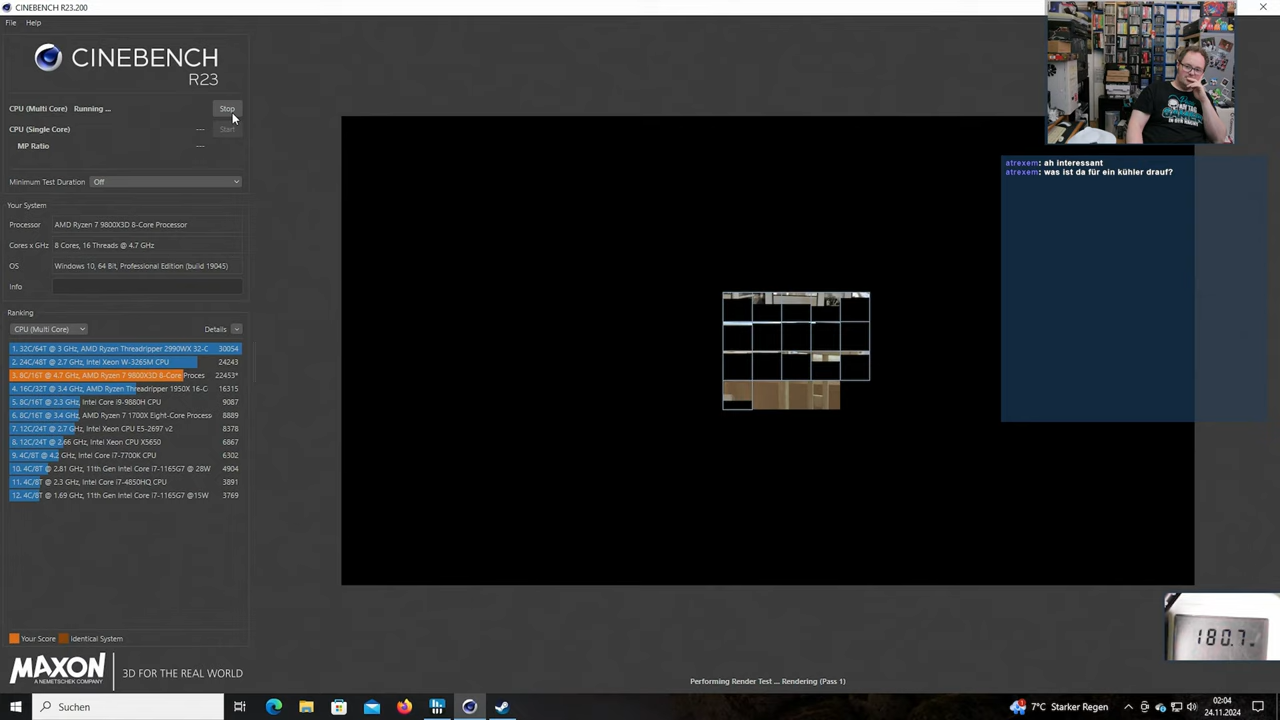 CINEBENCH R23.200
File Help
CINEBENCH
R23
CPU (Multi Core) Running ... Stop
CPU (Single Core) --- Start
MP Ratio ---
Minimum Test Duration Off
Your System
Processor AMD Ryzen 7 9800X3D 8-Core Processor
Cores x GHz 8 Cores, 16 Threads @ 4.7 GHz
OS Windows 10, 64 Bit, Professional Edition (build 19045)
Info
Ranking
CPU (Multi Core) Details
1. 32C/64T @ 3 GHz, AMD Ryzen Threadripper 2990WX 32-C 30054
2. 24C/48T @ 2.7 GHz, Intel Xeon W-3265M CPU 24243
3. 8C/16T @ 4.7 GHz, AMD Ryzen 7 9800X3D 8-Core Proces 22453*
4. 16C/32T @ 3.4 GHz, AMD Ryzen Threadripper 1950X 16-C 16315
5. 8C/16T @ 2.3 GHz, Intel Core i9-9880H CPU 9087
6. 8C/16T @ 3.4 GHz, AMD Ryzen 7 1700X Eight-Core Process 8889
7. 12C/24T @ 2.7 GHz, Intel Xeon CPU E5-2697 v2 8378
8. 12C/24T @ 2.66 GHz, Intel Xeon CPU X5650 6867
9. 4C/8T @ 4.2 GHz, Intel Core i7-7700K CPU 6302
10. 4C/8T @ 2.81 GHz, 11th Gen Intel Core i7-1165G7 @ 28W 4904
11. 4C/8T @ 2.3 GHz, Intel Core i7-4850HQ CPU 3891
12. 4C/8T @ 1.69 GHz, 11th Gen Intel Core i7-1165G7 @15W 3769
Your Score Identical System
MAXON
A NEMETSCHEK COMPANY
3D FOR THE REAL WORLD
atrexem: ah interessant
atrexem: was ist da für ein kühler drauf?
180.7
Performing Render Test ... Rendering (Pass 1)
Suchen
7°C Starker Regen
02:04
24.11.2024